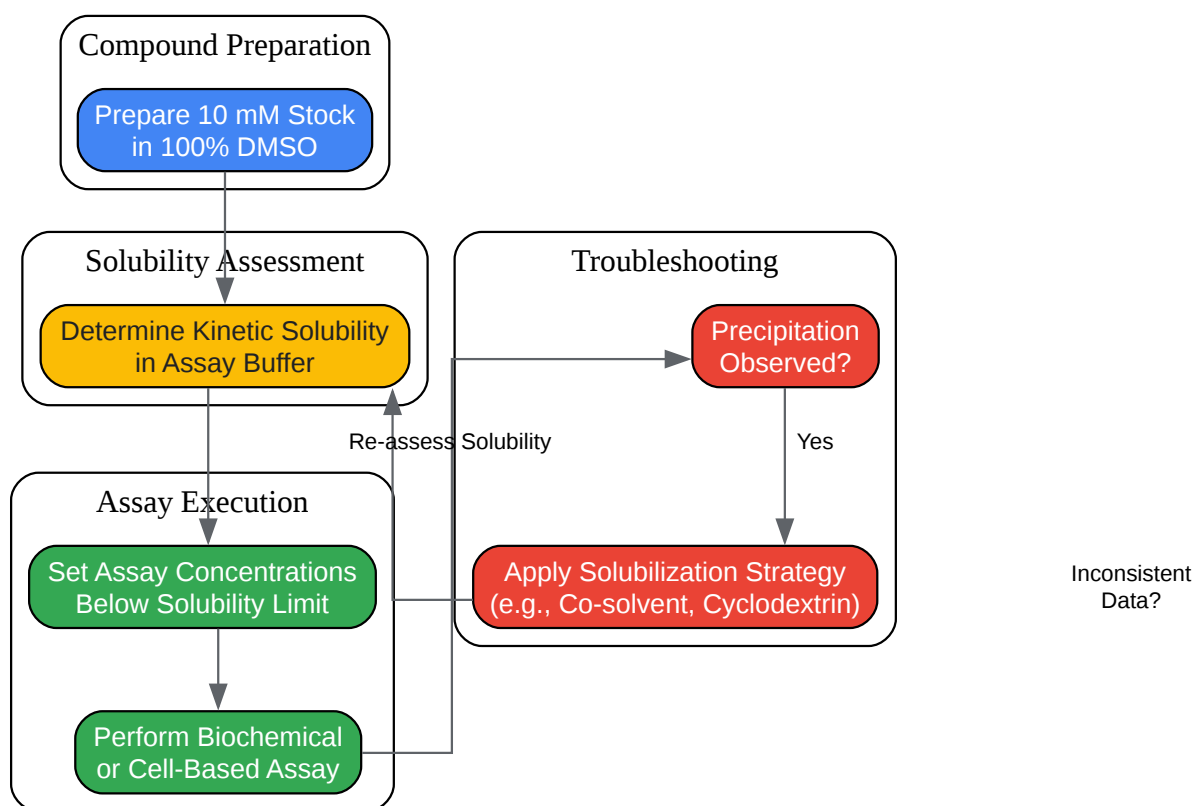 Compound Preparation
Prepare 10 mM Stock
in 100% DMSO
Solubility Assessment
Determine Kinetic Solubility
in Assay Buffer
Troubleshooting
Precipitation
Observed?
Re-assess Solubility
Yes
Assay Execution
Set Assay Concentrations
Below Solubility Limit
Apply Solubilization Strategy
(e.g., Co-solvent, Cyclodextrin)
Inconsistent
Data?
Perform Biochemical
or Cell-Based Assay